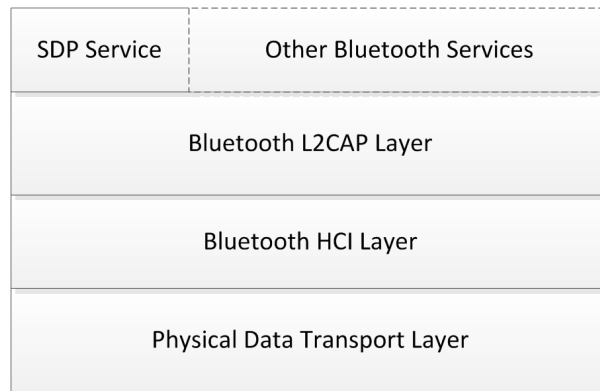 SDP Service
Other Bluetooth Services
Bluetooth L2CAP Layer
Bluetooth HCI Layer
Physical Data Transport Layer